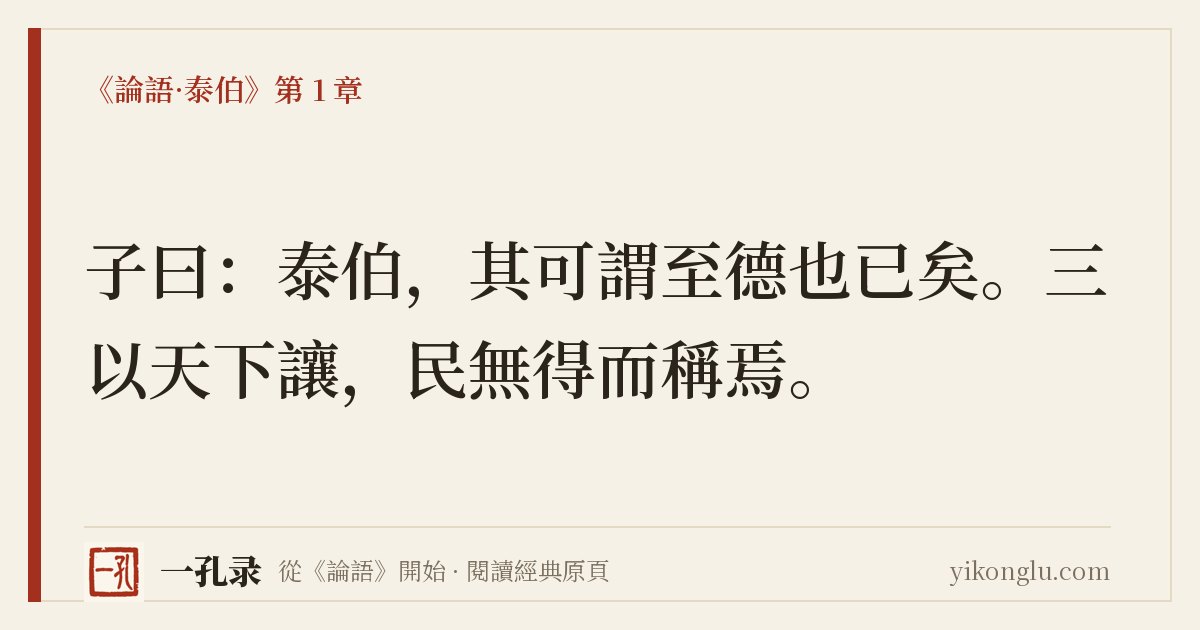 《論語·泰伯》第 1 章
子曰：泰伯，其可謂至德也已矣。三
以天下讓，民無得而稱焉。
一孔 一孔录 從《論語》開始 · 閱讀經典原頁 yikonglu.com